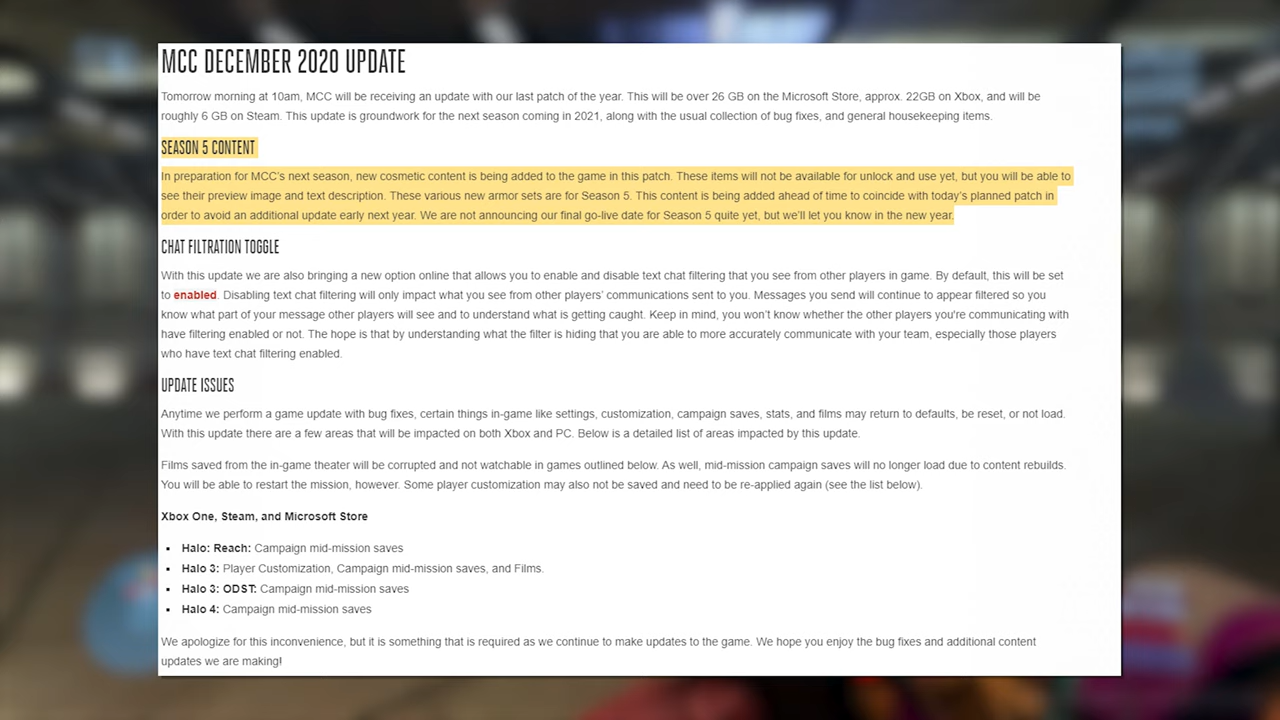 MCC DECEMBER 2020 UPDATE
Tomorrow morning at 10am, MCC will be receiving an update with our last patch of the year. This will be over 26 GB on the Microsoft Store, approx. 22GB on Xbox, and will be
roughly 6 GB on Steam. This update is groundwork for the next season coming in 2021, along with the usual collection of bug fixes, and general housekeeping items.
SEASON 5 CONTENT
In preparation for MCC's next season, new cosmetic content is being added to the game in this patch. These items will not be available for unlock and use yet, but you will be able to
see their preview image and text description. These various new armor sets are for Season 5. This content is being added ahead of time to coincide with today's planned patch in
order to avoid an additional update early next year. We are not announcing our final go-live date for Season 5 quite yet, but we'll let you know in the new year.
CHAT FILTRATION TOGGLE
With this update we are also bringing a new option online that allows you to enable and disable text chat filtering that you see from other players in game. By default, this will be set
to enabled. Disabling text chat filtering will only impact what you see from other players' communications sent to you. Messages you send will continue to appear filtered so you
know what part of your message other players will see and to understand what is getting caught. Keep in mind, you won't know whether the other players you're communicating with
have filtering enabled or not. The hope is that by understanding what the filter is hiding that you are able to more accurately communicate with your team, especially those players
who have text chat filtering enabled.
UPDATE ISSUES
Anytime we perform a game update with bug fixes, certain things in-game like settings, customization, campaign saves, stats, and films may return to defaults, be reset, or not load.
With this update there are a few areas that will be impacted on both Xbox and PC. Below is a detailed list of areas impacted by this update.
Films saved from the in-game theater will be corrupted and not watchable in games outlined below. As well, mid-mission campaign saves will no longer load due to content rebuilds.
You will be able to restart the mission, however. Some player customization may also not be saved and need to be re-applied again (see the list below).
Xbox One, Steam, and Microsoft Store
• Halo: Reach: Campaign mid-mission saves
• Halo 3: Player Customization, Campaign mid-mission saves, and Films.
• Halo 3: ODST: Campaign mid-mission saves
• Halo 4: Campaign mid-mission saves
We apologize for this inconvenience, but it is something that is required as we continue to make updates to the game. We hope you enjoy the bug fixes and additional content
updates we are making!